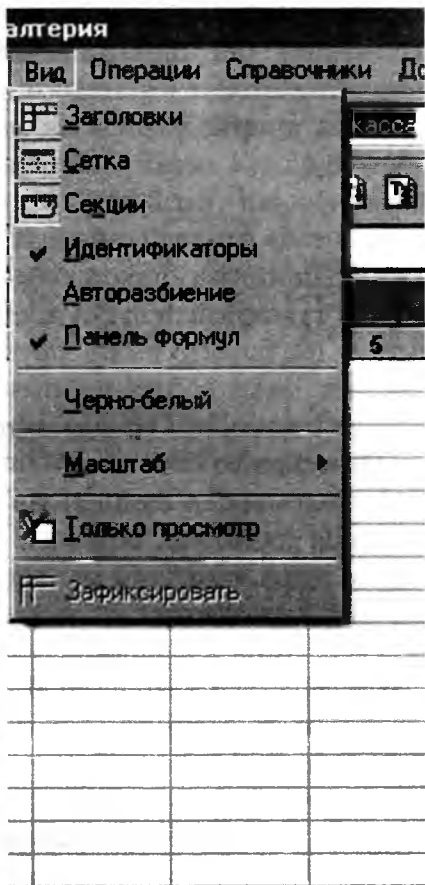 алтерия
Вид Операции Справочники До
Заголовки
касса
Сетка
Секции
Идентификаторы
Авторазбиение
Панель формул
5
Черно-белый
Масштаб
Только просмотр
Зафиксировать